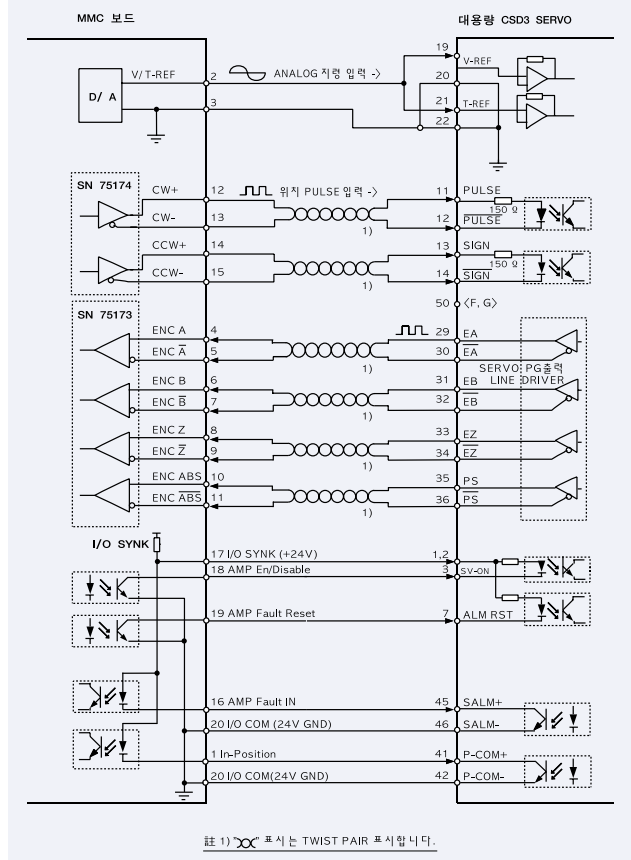 MMC 보드
대용량 CSD3 SERVO
D/ A
V/ T-REF
2
ANALOG 지령 입력 ->
3
19
V-REF
20
21
T-REF
22
SN 75174
CW+
12
위치 PULSE 입력 ->
11
PULSE
150 Ω
CW-
13
1)
12
PULSE
CCW+
14
13
SIGN
150 Ω
CCW-
15
1)
14
SIGN
50
<F, G>
SN 75173
ENC A
4
29
EA
ENC A
5
1)
30
EA
SERVO PG출력
LINE DRIVER
ENC B
6
31
EB
ENC B
7
1)
32
EB
ENC Z
8
33
EZ
ENC Z
9
1)
34
EZ
ENC ABS
10
35
PS
ENC ABS
11
1)
36
PS
I/O SYNK
17 I/O SYNK (+24V)
1,2
18 AMP En/Disable
3
SV-ON
19 AMP Fault Reset
7
ALM RST
16 AMP Fault IN
45
SALM+
20 I/O COM (24V GND)
46
SALM-
1 In-Position
41
P-COM+
20 I/O COM(24V GND)
42
P-COM-
註 1) " " 표시는 TWIST PAIR 표시합니다.